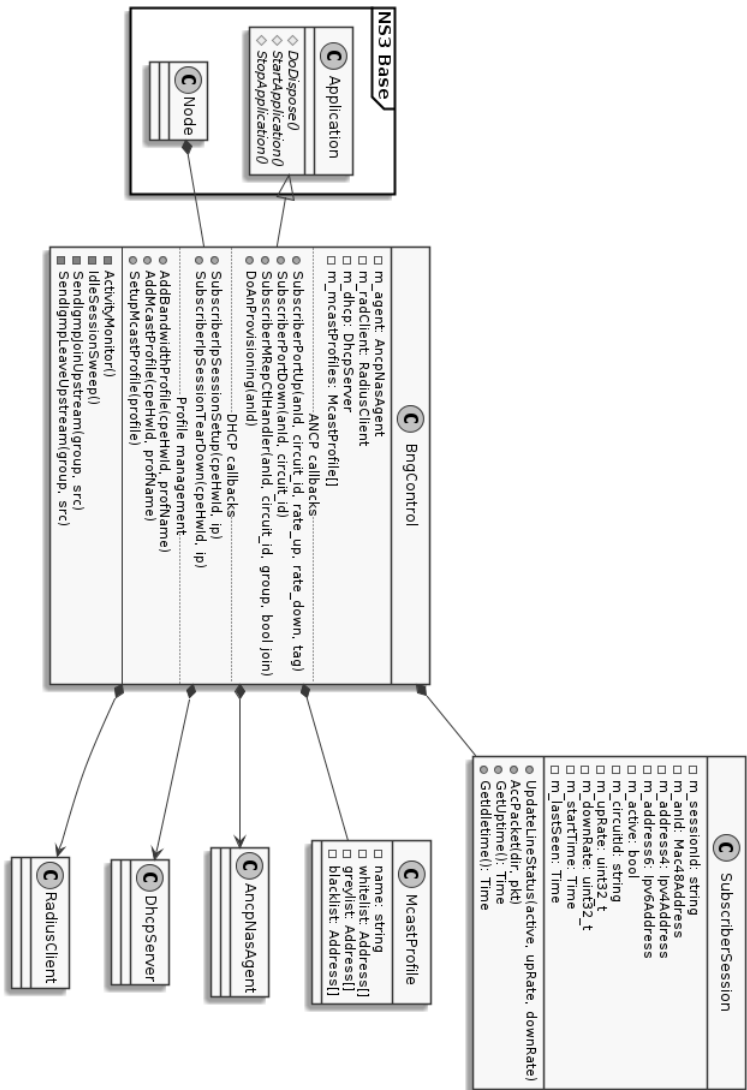 NS3 Base
C Application
DoDispose()
StartApplication()
StopApplication()
C Node
C BngControl
m_agent: AncpNasAgent
m_radClient: RadiusClient
m_dhcp: DhcpServer
m_mcastProfiles: McastProfile[]
ANCP callbacks
SubscriberPortUp(anId, circuit_id, rate_up, rate_down, tag)
SubscriberPortDown(anId, circuit_id)
SubscriberMRepCtlHandler(anId, circuit_id, group, bool join)
DoAnProvisioning(anId)
DHCP callbacks
SubscriberIpSessionSetup(cpeHwId, ip)
SubscriberIpSessionTearDown(cpeHwId, ip)
Profile management
AddBandwidthProfile(cpeHwId, profName)
AddMcastProfile(cpeHwId, profName)
SetupMcastProfile(profile)
ActivityMonitor()
IdleSessionSweep()
SendIgmpJoinUpstream(group, src)
SendIgmpLeaveUpstream(group, src)
C SubscriberSession
m_sessionId: string
m_anId: Mac48Address
m_address4: Ipv4Address
m_address6: Ipv6Address
m_active: bool
m_circuitId: string
m_upRate: uint32_t
m_downRate: uint32_t
m_startTime: Time
m_lastSeen: Time
UpdateLineStatus(active, upRate, downRate)
AccPacket(dir, pkt)
GetUptime(): Time
GetIdletime(): Time
C McastProfile
name: string
whitelist: Address[]
greylist: Address[]
blacklist: Address[]
C AncpNasAgent
C DhcpServer
C RadiusClient